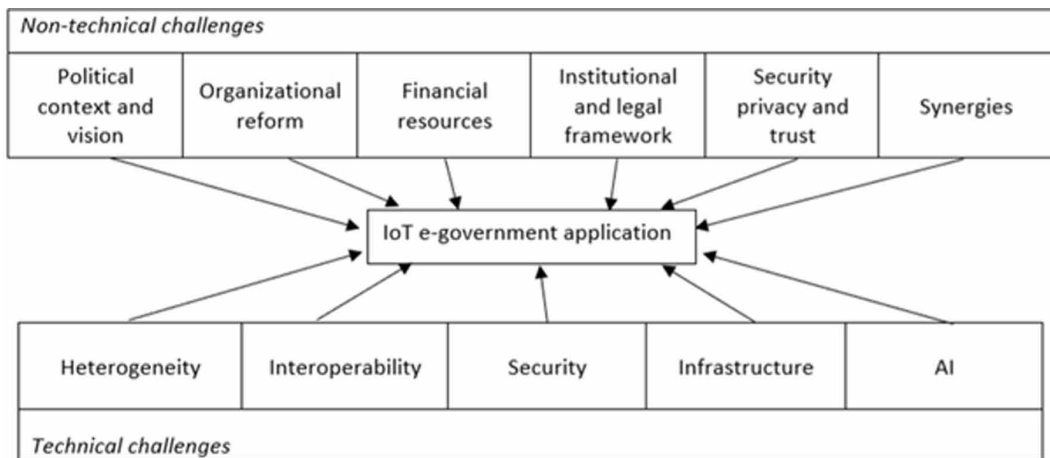 Non-technical challenges
Political
context and
vision
Organizational
reform
Financial
resources
Institutional
and legal
framework
Security
privacy and
trust
Synergies
IoT e-government application
Heterogeneity
Interoperability
Security
Infrastructure
AI
Technical challenges